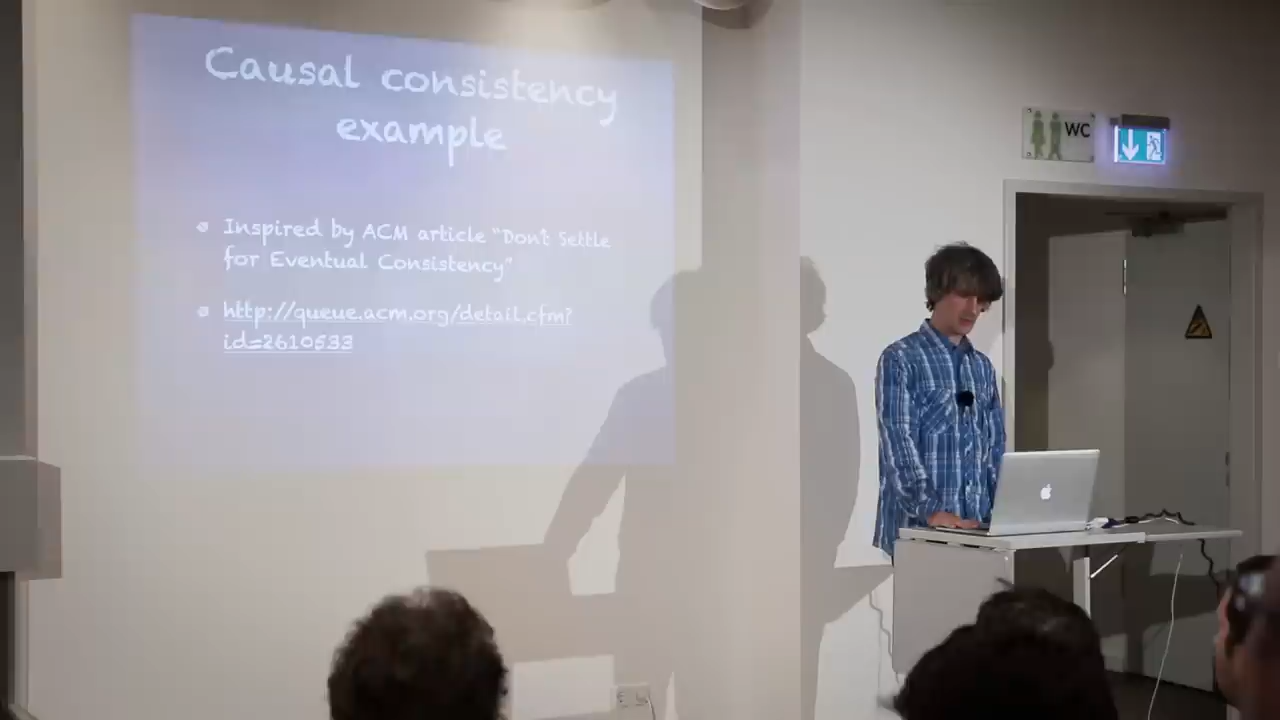 Causal consistency
example
• Inspired by ACM article "Don't Settle
for Eventual Consistency"
• http://queue.acm.org/detail.cfm?
id=2610533
WC